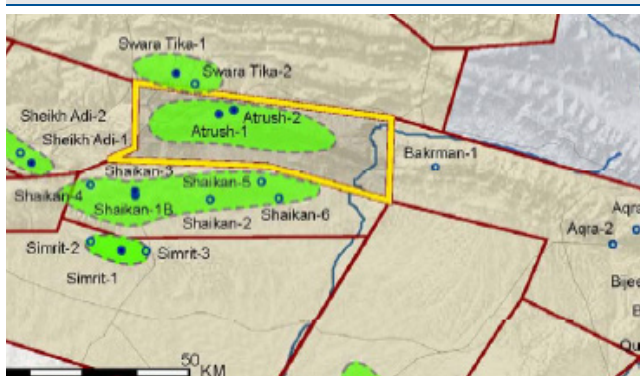 Swara Tika-1
Swara Tika-2
Sheikh Adi-2
Atrush-2
Atrush-1
Sheikh Adi-1
Bakrman-1
Shaikan-3
Shaikan-5
Shaikan-4
Shaikan-1B
Shaikan-6
Shaikan-2
Aqra-2
Simrit-2
Simrit-3
Simrit-1
50
KM